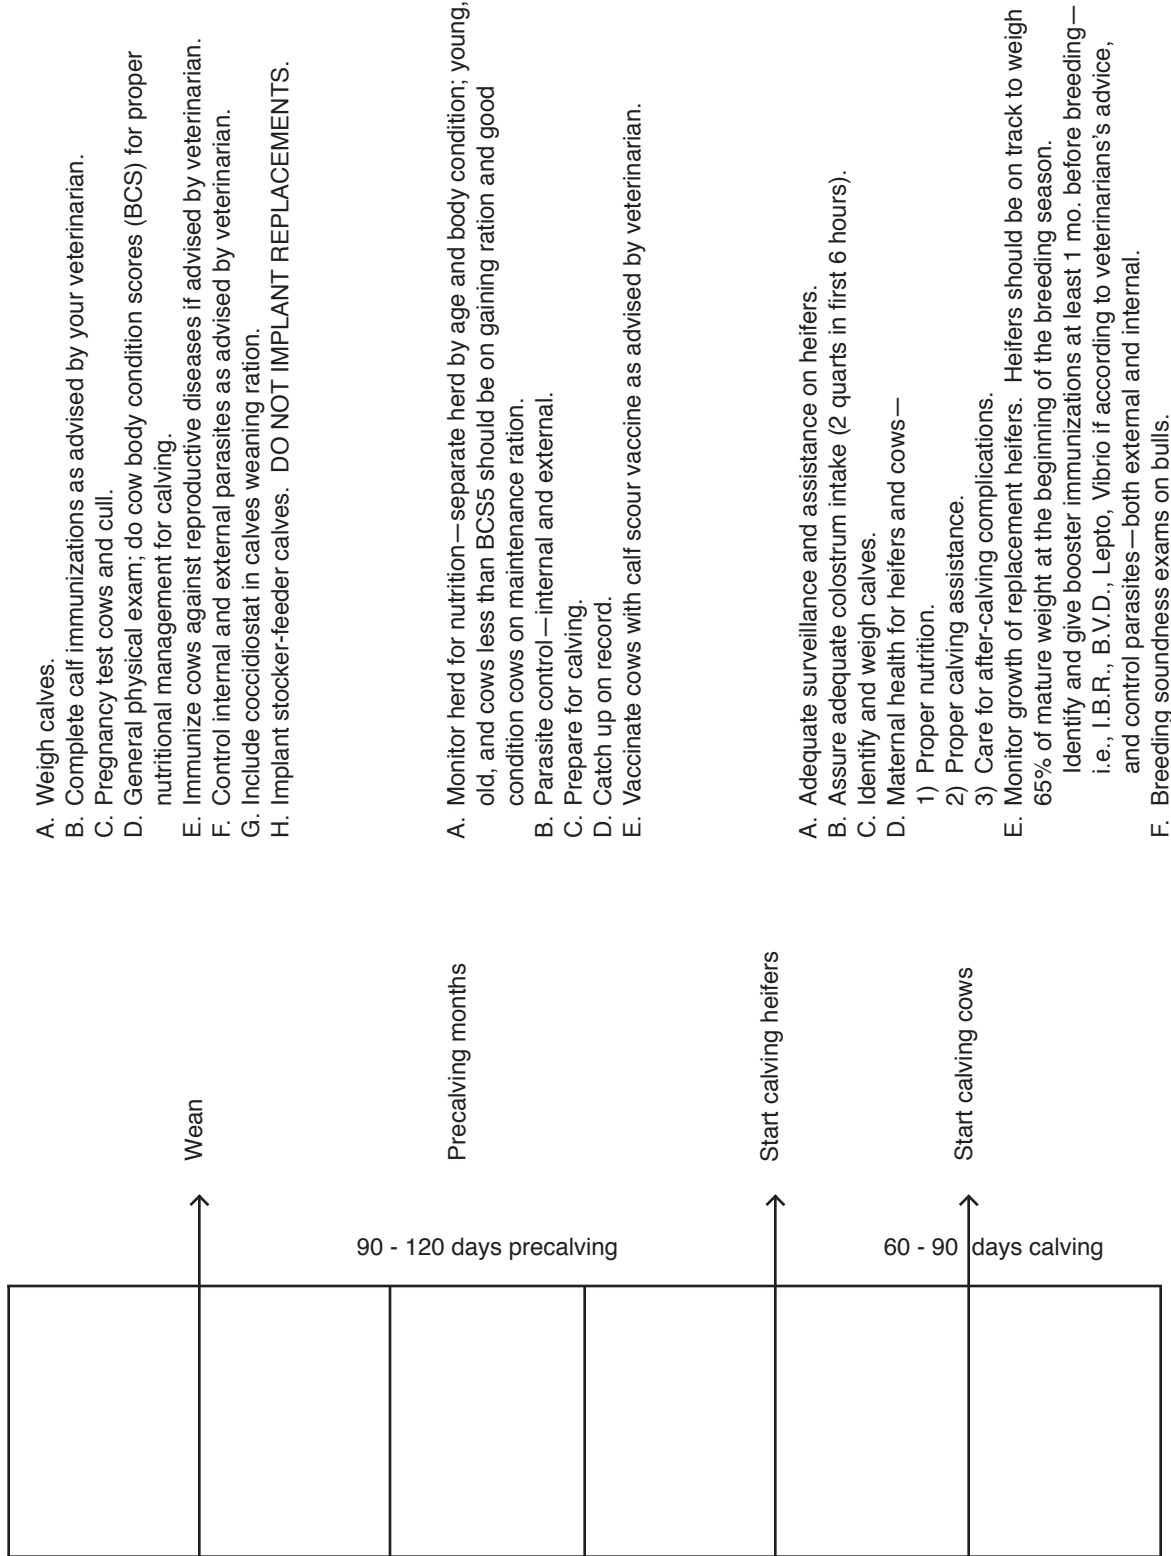 Wean
A. Weigh calves.
B. Complete calf immunizations as advised by your veterinarian.
C. Pregnancy test cows and cull.
D. General physical exam; do cow body condition scores (BCS) for proper
nutritional management for calving.
E. Immunize cows against reproductive diseases if advised by veterinarian.
F. Control internal and external parasites as advised by veterinarian.
G. Include coccidiostat in calves weaning ration.
H. Implant stocker-feeder calves. DO NOT IMPLANT REPLACEMENTS.
90 - 120 days precalving
Precalving months
A. Monitor herd for nutrition—separate herd by age and body condition; young,
old, and cows less than BCS5 should be on gaining ration and good
condition cows on maintenance ration.
B. Parasite control—internal and external.
C. Prepare for calving.
D. Catch up on record.
E. Vaccinate cows with calf scour vaccine as advised by veterinarian.
Start calving heifers
60 - 90 days calving
Start calving cows
A. Adequate surveillance and assistance on heifers.
B. Assure adequate colostrum intake (2 quarts in first 6 hours).
C. Identify and weigh calves.
D. Maternal health for heifers and cows—
1) Proper nutrition.
2) Proper calving assistance.
3) Care for after-calving complications.
E. Monitor growth of replacement heifers. Heifers should be on track to weigh
65% of mature weight at the beginning of the breeding season.
Identify and give booster immunizations at least 1 mo. before breeding—
i.e., I.B.R., B.V.D., Lepto, Vibrio if according to veterinarians's advice,
and control parasites—both external and internal.
F. Breeding soundness exams on bulls.